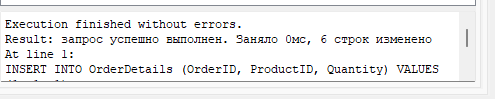 Execution finished without errors.
Result: запрос успешно выполнен. Заняло 0мс, 6 строк изменено
At line 1:
INSERT INTO OrderDetails (OrderID, ProductID, Quantity) VALUES